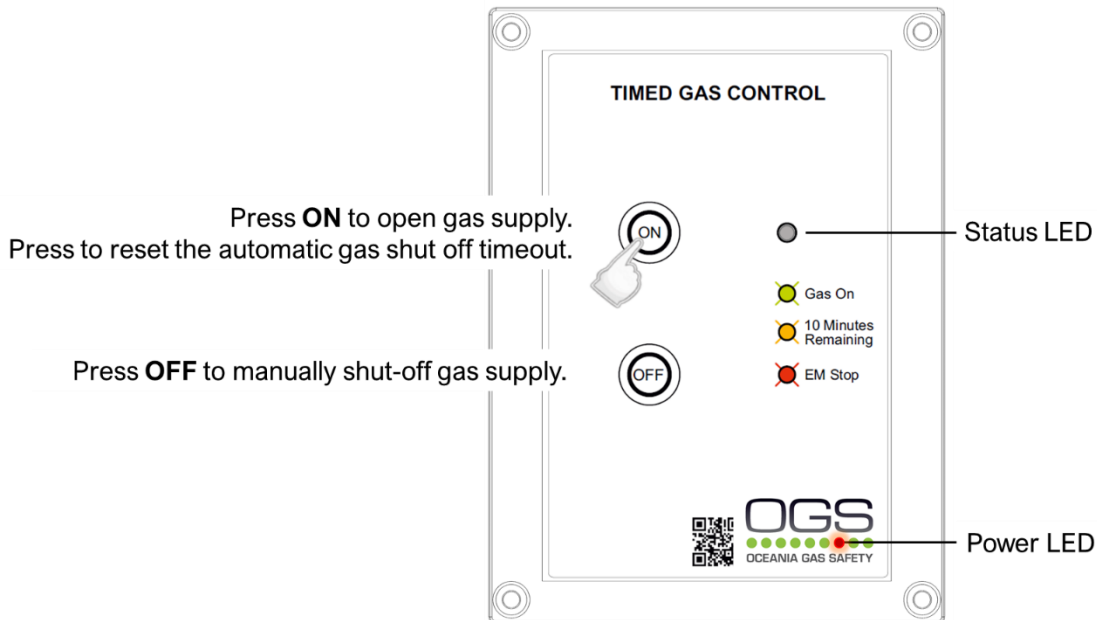 TIMED GAS CONTROL
Press ON to open gas supply.
Press to reset the automatic gas shut off timeout.
ON
Status LED
Gas On
10 Minutes
Remaining
Press OFF to manually shut-off gas supply.
OFF
EM Stop
OGS
OCEANIA GAS SAFETY
Power LED